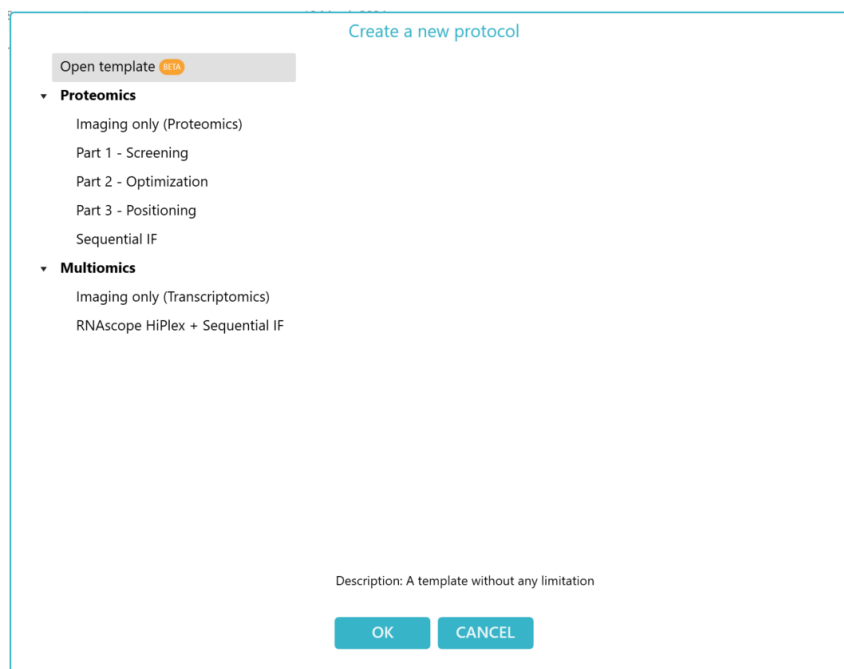 Create a new protocol
Open template BETA
Proteomics
Imaging only (Proteomics)
Part 1 - Screening
Part 2 - Optimization
Part 3 - Positioning
Sequential IF
Multiomics
Imaging only (Transcriptomics)
RNAscope HiPlex + Sequential IF
Description: A template without any limitation
OK CANCEL